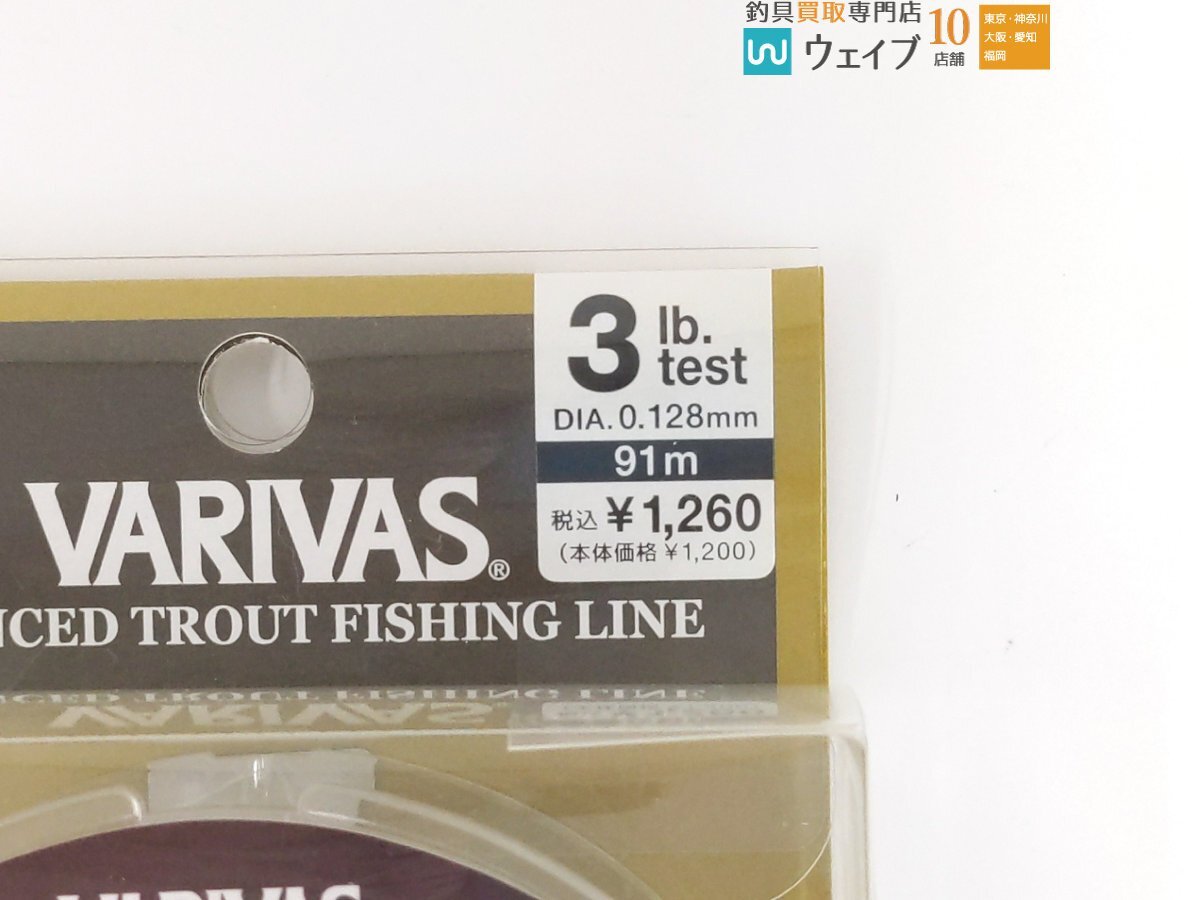 釣具買取専門店
ウェイブ
10
店舗
東京・神奈川
大阪・愛知
福岡
3 lb.
test
DIA. 0.128mm
91m
税込 ¥1,260
(本体価格 ¥1,200)
VARIVAS®
NCED TROUT FISHING LINE
VARIVAS